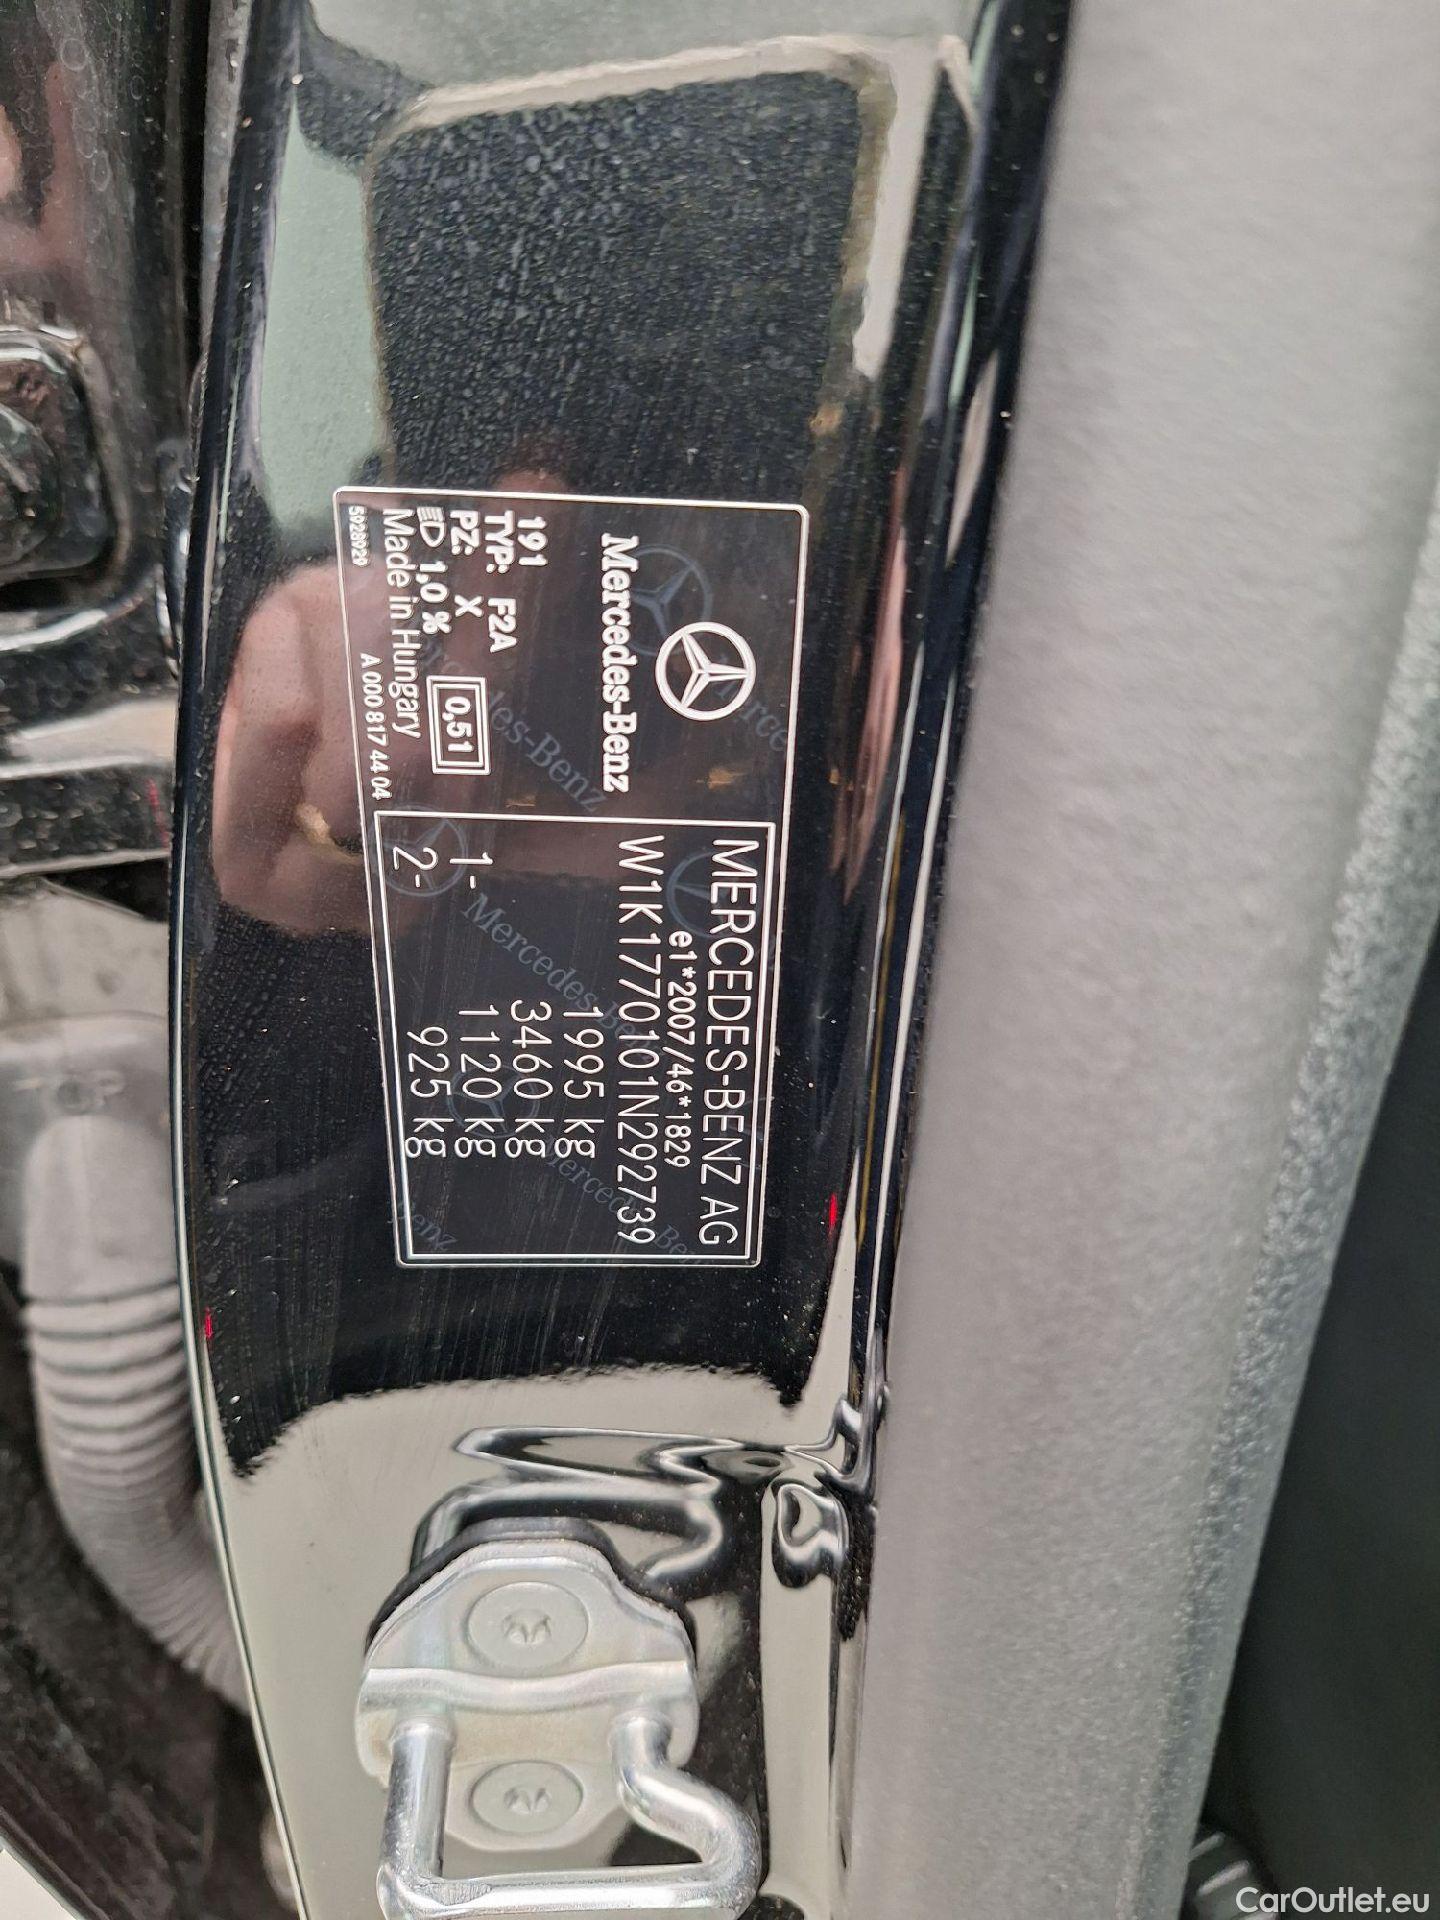 Mercedes-Benz
191
TYP: F2A
PZ: X
1,0 % 0,51
Made in Hungary
5928929 A 000 817 44 04
MERCEDES-BENZ AG
e1*2007/46*1829
W1K1770101N292739
1995 kg
3460 kg
1- 1120 kg
2- 925 kg
CarOutlet.eu